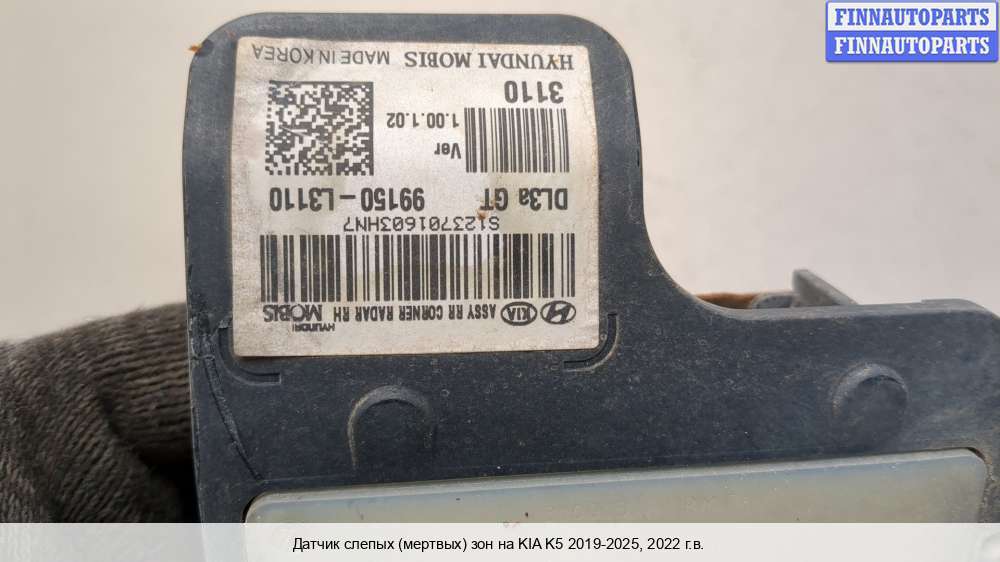 FINNAUTOPARTS
FINNAUTOPARTS
HYUNDAI MOBIS
KIA ASSY RR CORNER RADAR RH
S123701603HN7
DL3a GT 99150-L3110
Ver 1.00.1.02
3110
HYUNDAI MOBIS MADE IN KOREA
Датчик слепых (мертвых) зон на KIA K5 2019-2025, 2022 г.в.